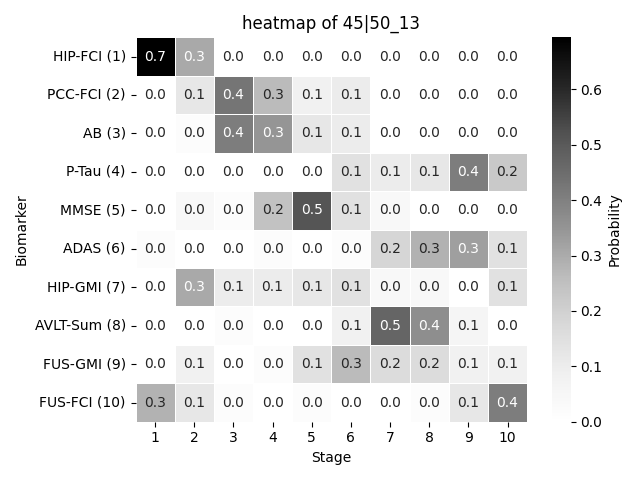 heatmap of 45|50_13
HIP-FCI (1) 0.7 0.3 0.0 0.0 0.0 0.0 0.0 0.0 0.0 0.0
PCC-FCI (2) 0.0 0.1 0.4 0.3 0.1 0.1 0.0 0.0 0.0 0.0
AB (3) 0.0 0.0 0.4 0.3 0.1 0.1 0.0 0.0 0.0 0.0
P-Tau (4) 0.0 0.0 0.0 0.0 0.0 0.1 0.1 0.1 0.4 0.2
MMSE (5) 0.0 0.0 0.0 0.2 0.5 0.1 0.0 0.0 0.0 0.0
ADAS (6) 0.0 0.0 0.0 0.0 0.0 0.0 0.2 0.3 0.3 0.1
HIP-GMI (7) 0.0 0.3 0.1 0.1 0.1 0.1 0.0 0.0 0.0 0.1
AVLT-Sum (8) 0.0 0.0 0.0 0.0 0.0 0.1 0.5 0.4 0.1 0.0
FUS-GMI (9) 0.0 0.1 0.0 0.0 0.1 0.3 0.2 0.2 0.1 0.1
FUS-FCI (10) 0.3 0.1 0.0 0.0 0.0 0.0 0.0 0.0 0.1 0.4
1 2 3 4 5 6 7 8 9 10
Stage
Biomarker
0.6
0.5
0.4
0.3
0.2
0.1
0.0
Probability